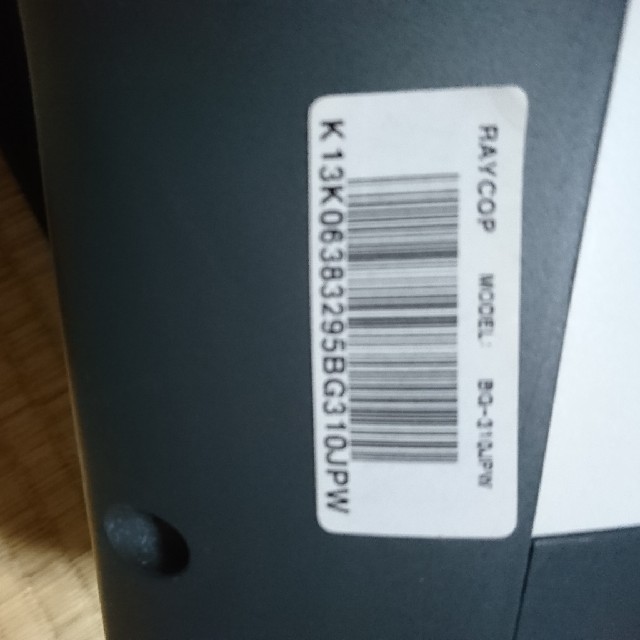 RAYCOP MODEL: BG-310JPW
K13K06383295BG310JPW